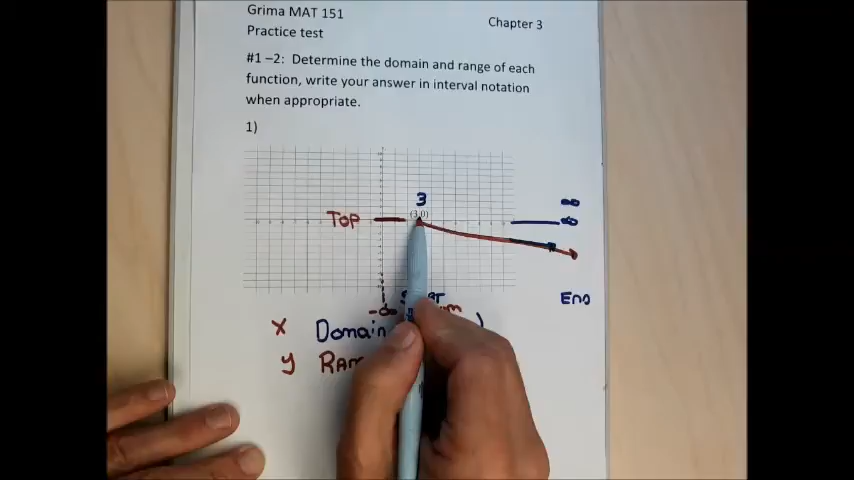 Grima MAT 151
Chapter 3
Practice test
#1 –2: Determine the domain and range of each
function, write your answer in interval notation
when appropriate.
1)
3
∞
(3,0)
TOP
∞
END
-∞
X Domain )
y